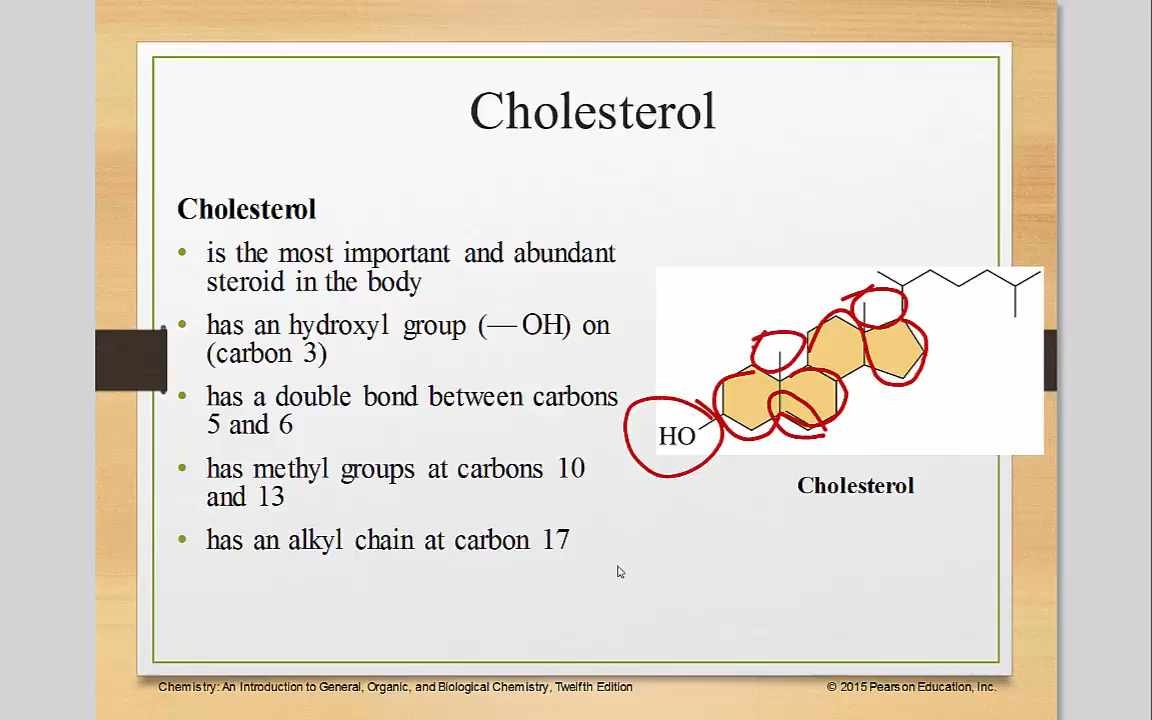 Cholesterol
Cholesterol
• is the most important and abundant
steroid in the body
• has an hydroxyl group (—OH) on
(carbon 3)
• has a double bond between carbons
5 and 6
• has methyl groups at carbons 10
and 13
• has an alkyl chain at carbon 17
HO
Cholesterol
Chemistry: An Introduction to General, Organic, and Biological Chemistry, Twelfth Edition
© 2015 Pearson Education, Inc.